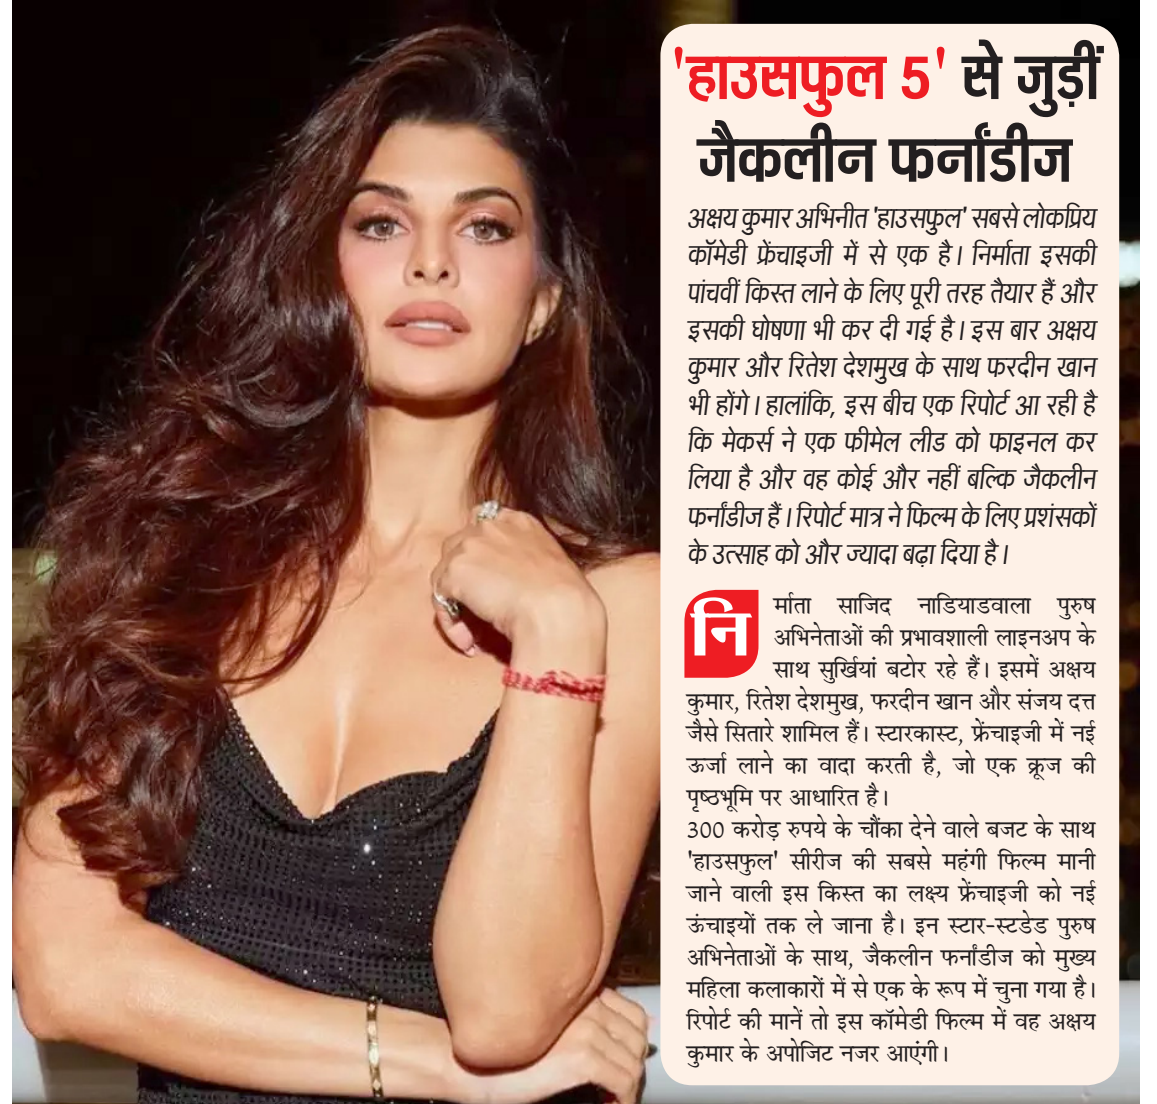 'हाउसफुल 5' से जुड़ीं
जैकलीन फर्नांडीज
अक्षय कुमार अभिनीत 'हाउसफुल' सबसे लोकप्रिय
कॉमेडी फ्रेंचाइजी में से एक है। निर्माता इसकी
पांचवीं किस्त लाने के लिए पूरी तरह तैयार हैं और
इसकी घोषणा भी कर दी गई है। इस बार अक्षय
कुमार और रितेश देशमुख के साथ फरदीन खान
भी होंगे। हालांकि, इस बीच एक रिपोर्ट आ रही है
कि मेकर्स ने एक फीमेल लीड को फाइनल कर
लिया है और वह कोई और नहीं बल्कि जैकलीन
फर्नांडीज हैं। रिपोर्ट मात्र ने फिल्म के लिए प्रशंसकों
के उत्साह को और ज्यादा बढ़ा दिया है।
निर्माता साजिद नाडियाडवाला पुरुष
अभिनेताओं की प्रभावशाली लाइनअप के
साथ सुर्खियां बटोर रहे हैं। इसमें अक्षय
कुमार, रितेश देशमुख, फरदीन खान और संजय दत्त
जैसे सितारे शामिल हैं। स्टारकास्ट, फ्रेंचाइजी में नई
ऊर्जा लाने का वादा करती है, जो एक क्रूज की
पृष्ठभूमि पर आधारित है।
300 करोड़ रुपये के चौंका देने वाले बजट के साथ
'हाउसफुल' सीरीज की सबसे महंगी फिल्म मानी
जाने वाली इस किस्त का लक्ष्य फ्रेंचाइजी को नई
ऊंचाइयों तक ले जाना है। इन स्टार-स्टडेड पुरुष
अभिनेताओं के साथ, जैकलीन फर्नांडीज को मुख्य
महिला कलाकारों में से एक के रूप में चुना गया है।
रिपोर्ट की मानें तो इस कॉमेडी फिल्म में वह अक्षय
कुमार के अपोजिट नजर आएंगी।